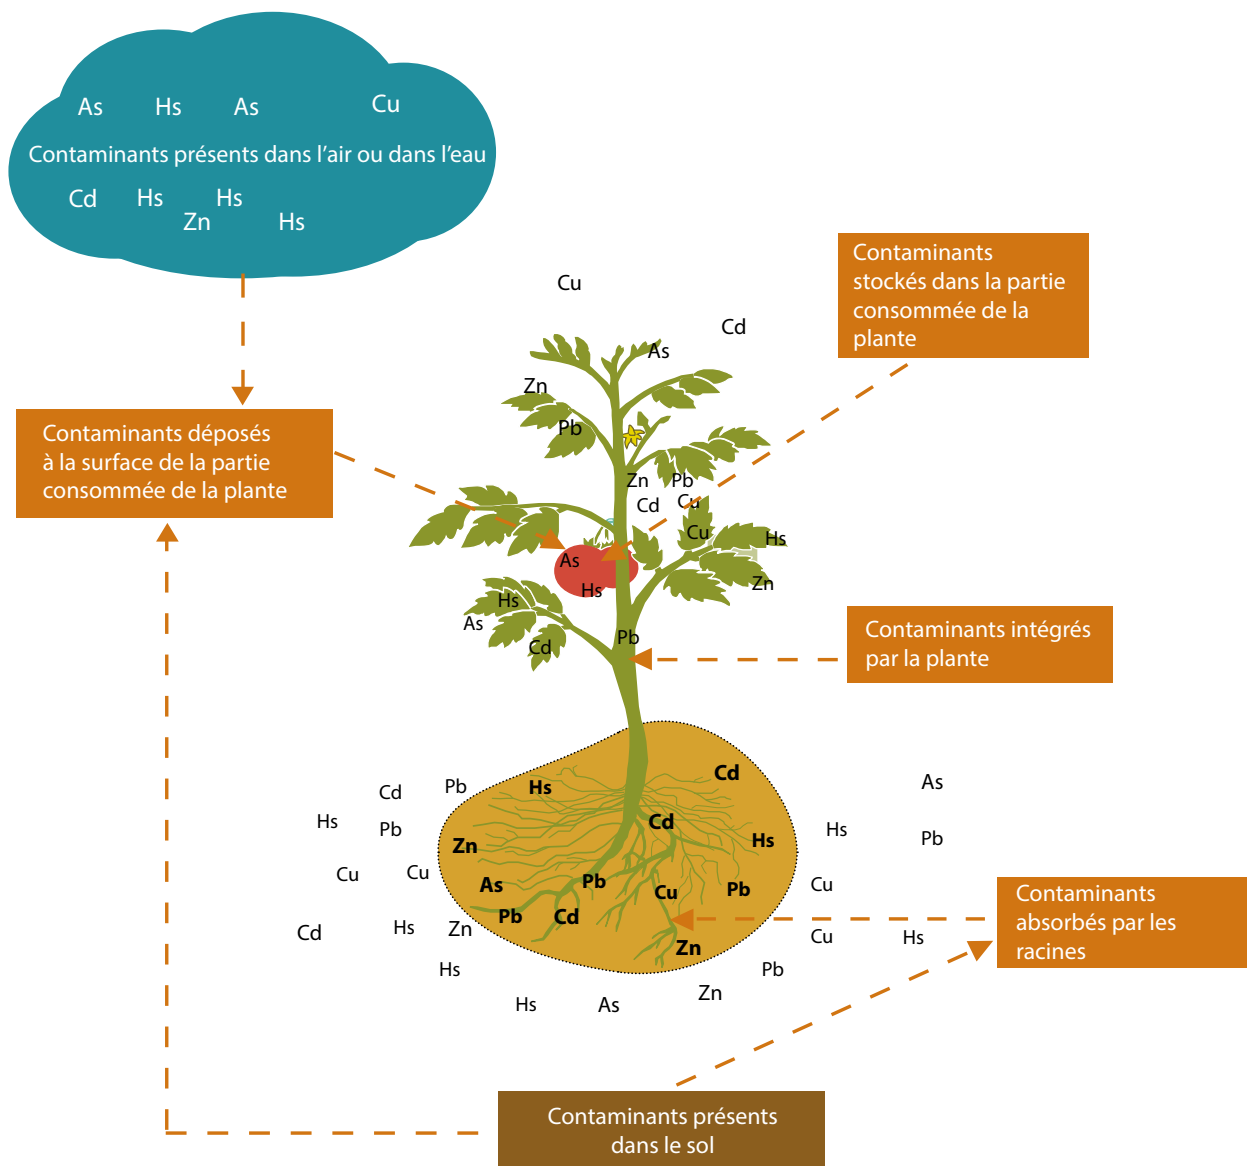 As Hs As Cu
Contaminants présents dans l'air ou dans l'eau
Cd Hs Hs
Zn Hs
Contaminants
stockés dans la partie
consommée de la
plante
Cu
Cd
As
Zn
Pb
Contaminants déposés
à la surface de la partie
consommée de la plante
Zn Pb
Cd Cu
Cu Hs
As
Hs Zn
Hs
As
Cd
Pb
Contaminants intégrés
par la plante
Cd Pb Hs Cd As
Hs Pb Cd Hs Pb
Zn Hs
Cu Cu As Pb Cu Pb Cu
Contaminants
absorbés par les
racines
Cd Hs Zn Pb Cd Zn Cu Hs
Hs Pb
Hs As Zn
Contaminants présents
dans le sol